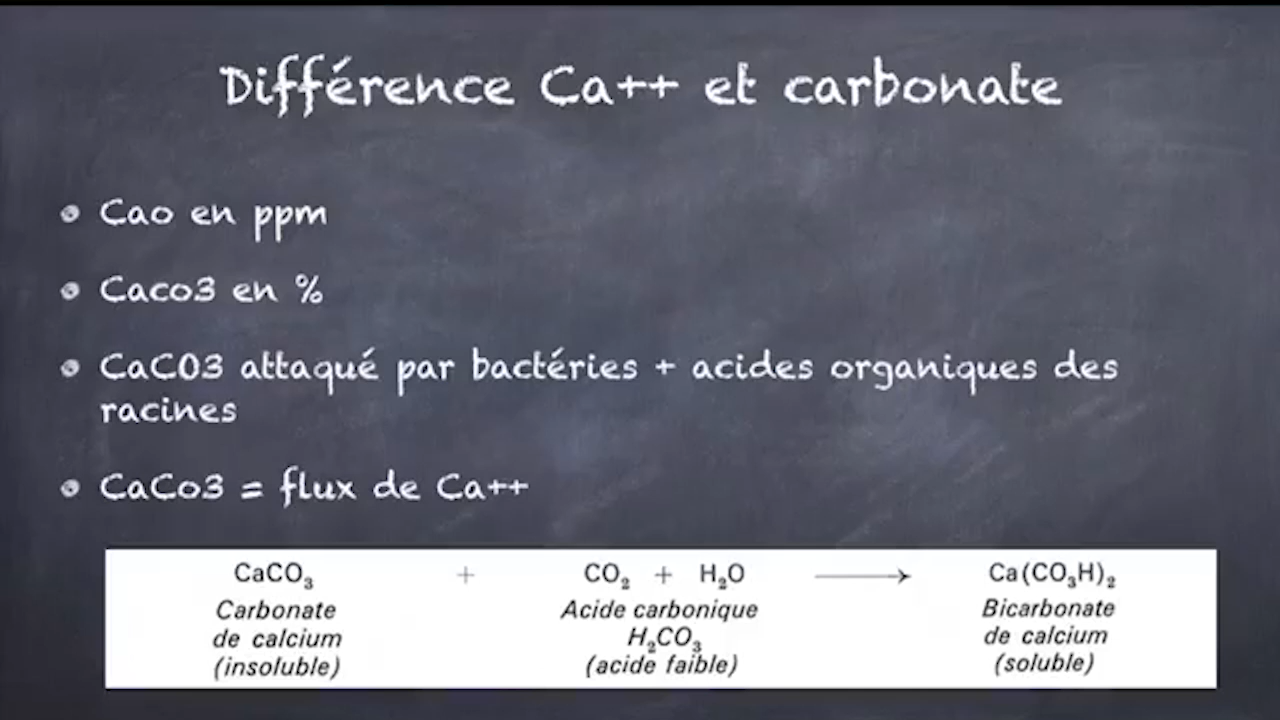 Différence Ca++ et carbonate
Cao en ppm
Caco3 en %
CaCO3 attaqué par bactéries + acides organiques des
racines
CaCo3 = flux de Ca++
CaCO₃ + CO₂ + H₂O ⟶ Ca(CO₃H)₂
Carbonate Acide carbonique Bicarbonate
de calcium H₂CO₃ de calcium
(insoluble) (acide faible) (soluble)